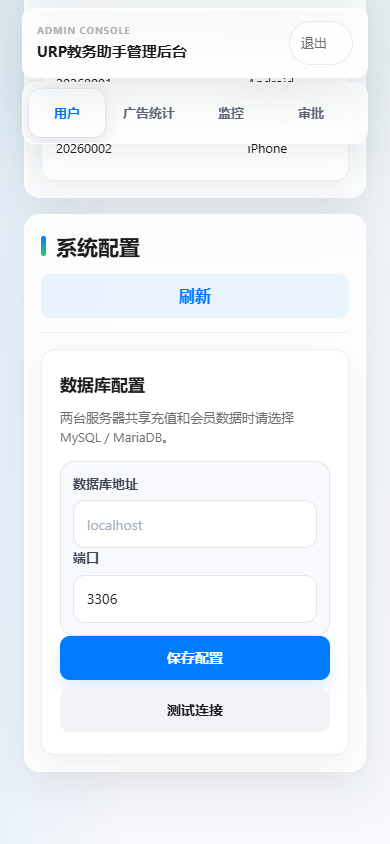 ADMIN CONSOLE
URP教务助手管理后台
退出
20260001 Android
用户 广告统计 监控 审批
20260002 iPhone
系统配置
刷新
数据库配置
两台服务器共享充值和会员数据时请选择
MySQL / MariaDB。
数据库地址
localhost
端口
3306
保存配置
测试连接